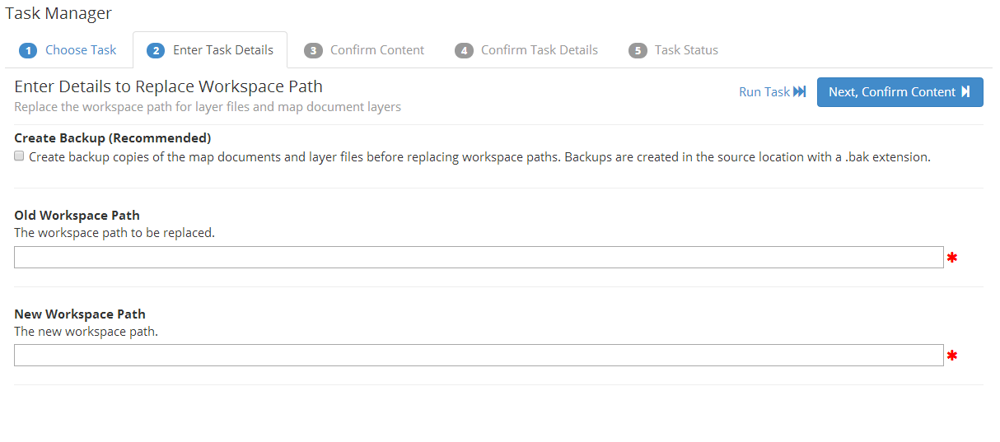 Task Manager
1 Choose Task 2 Enter Task Details 3 Confirm Content 4 Confirm Task Details 5 Task Status
Enter Details to Replace Workspace Path
Replace the workspace path for layer files and map document layers
Run Task Next, Confirm Content
Create Backup (Recommended)
Create backup copies of the map documents and layer files before replacing workspace paths. Backups are created in the source location with a .bak extension.
Old Workspace Path
The workspace path to be replaced.
*
New Workspace Path
The new workspace path.
*